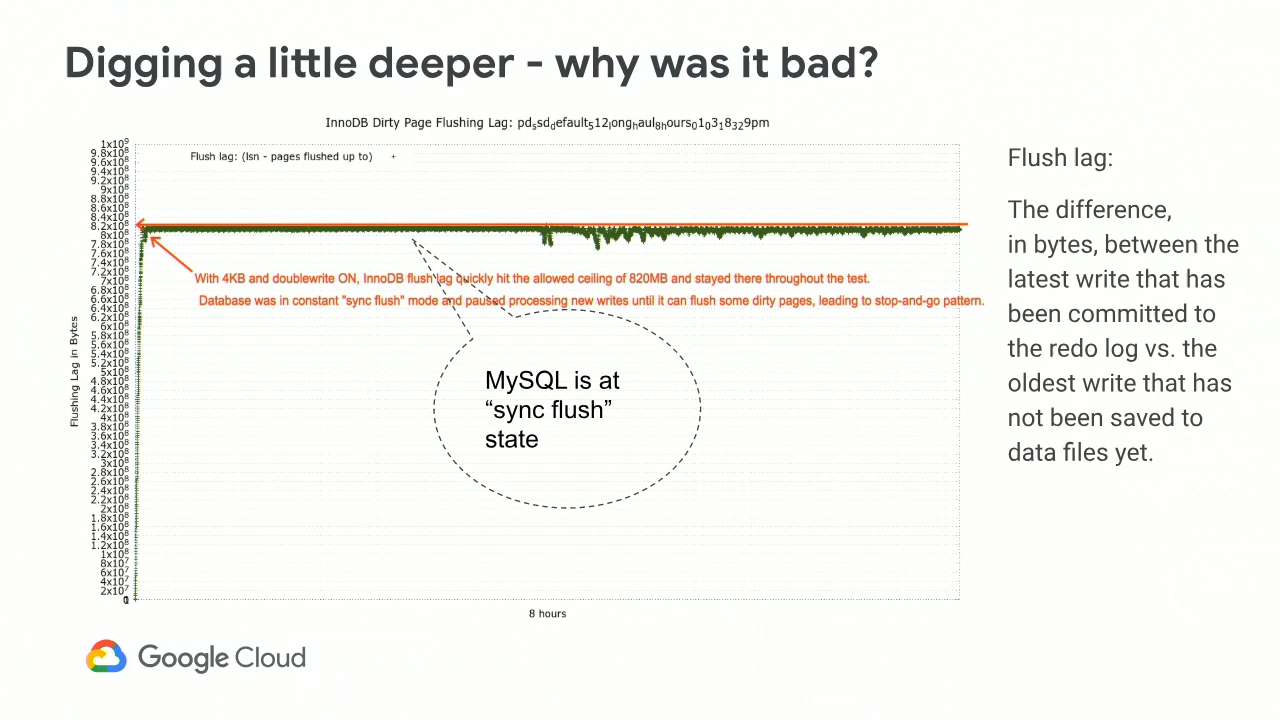 Digging a little deeper - why was it bad?
InnoDB Dirty Page Flushing Lag: pd_ssd_default_512_long_haul_8hours_0103_18_329pm
Flush lag: (lsn - pages flushed up to)
1x10⁹
9.8x10⁸
9.6x10⁸
9.4x10⁸
9.2x10⁸
9x10⁸
8.8x10⁸
8.6x10⁸
8.4x10⁸
8.2x10⁸
8x10⁸
7.8x10⁸
7.6x10⁸
7.4x10⁸
7.2x10⁸
7x10⁸
6.8x10⁸
6.6x10⁸
6.4x10⁸
6.2x10⁸
6x10⁸
5.8x10⁸
5.6x10⁸
5.4x10⁸
5.2x10⁸
5x10⁸
4.8x10⁸
4.6x10⁸
4.4x10⁸
4.2x10⁸
4x10⁸
3.8x10⁸
3.6x10⁸
3.4x10⁸
3.2x10⁸
3x10⁸
2.8x10⁸
2.6x10⁸
2.4x10⁸
2.2x10⁸
2x10⁸
1.8x10⁸
1.6x10⁸
1.4x10⁸
1.2x10⁸
1x10⁸
8x10⁷
6x10⁷
4x10⁷
2x10⁷
Flushing Lag in Bytes
With 4KB and doublewrite ON, InnoDB flush lag quickly hit the allowed ceiling of 820MB and stayed there throughout the test.
Database was in constant "sync flush" mode and paused processing new writes until it can flush some dirty pages, leading to stop-and-go pattern.
MySQL is at
“sync flush”
state
8 hours
Flush lag:
The difference,
in bytes, between the
latest write that has
been committed to
the redo log vs. the
oldest write that has
not been saved to
data files yet.
Google Cloud